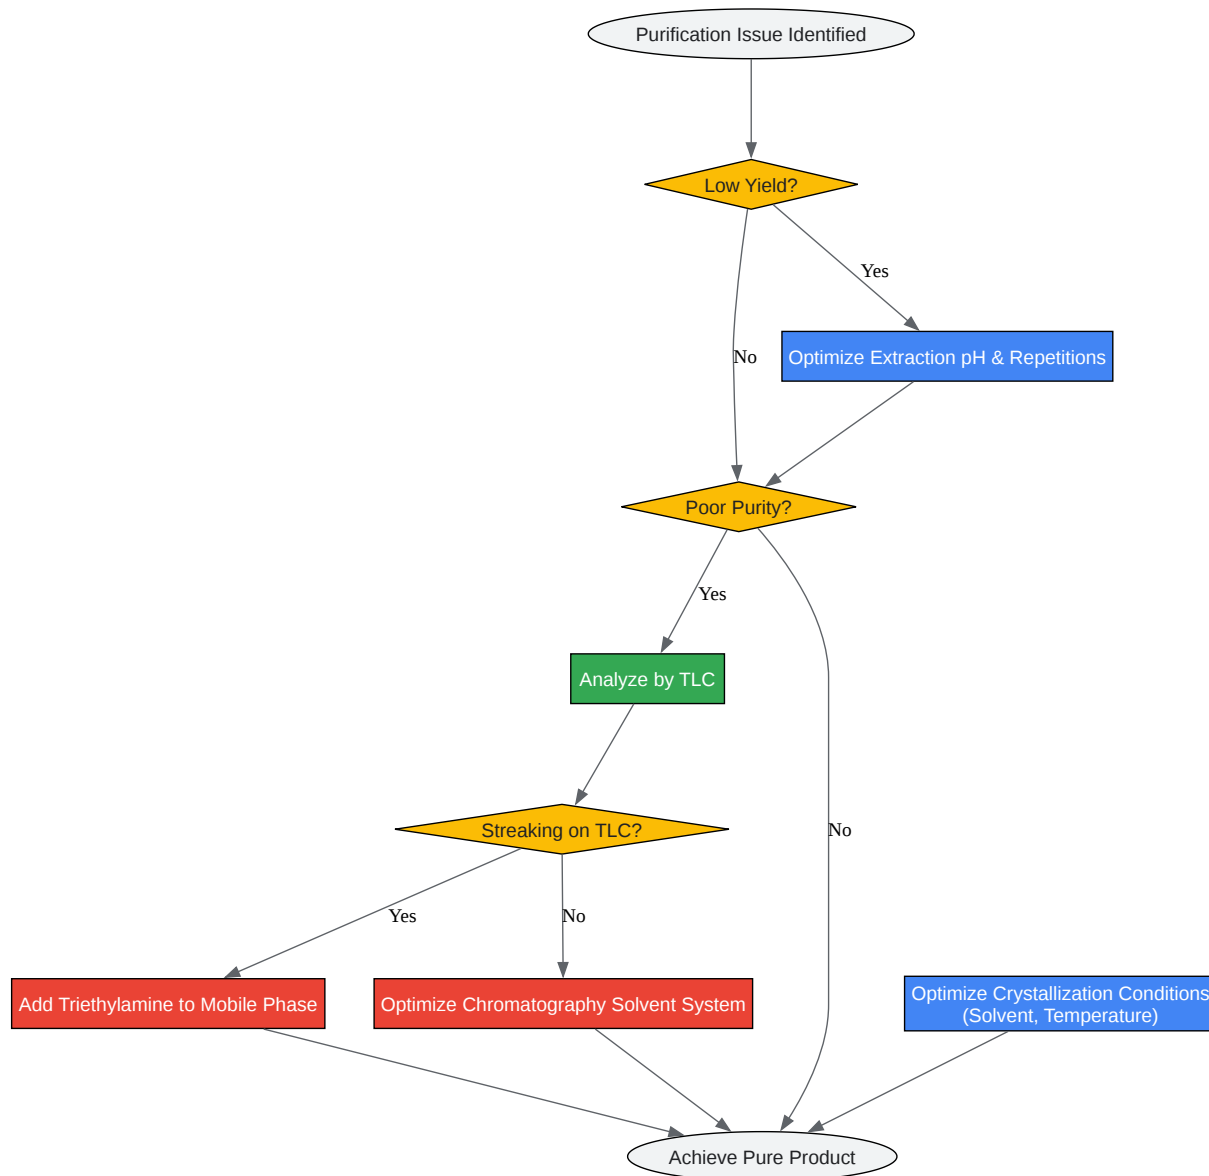 Purification Issue Identified
Low Yield?
Yes
Optimize Extraction pH & Repetitions
No
Poor Purity?
Yes
Analyze by TLC
No
Streaking on TLC?
Yes
No
Add Triethylamine to Mobile Phase
Optimize Chromatography Solvent System
Optimize Crystallization Conditions
(Solvent, Temperature)
Achieve Pure Product